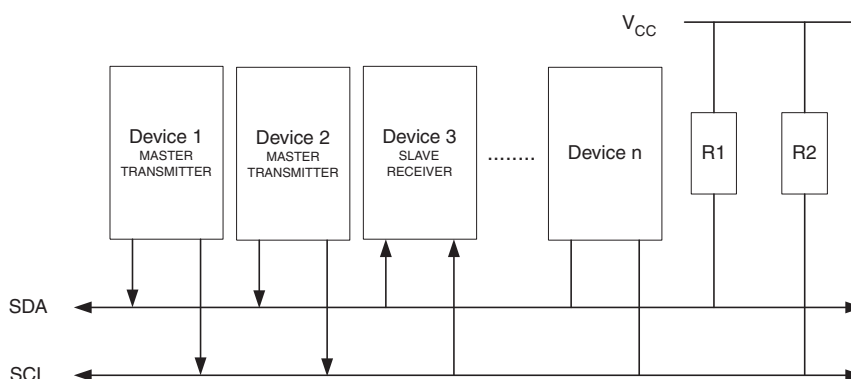 VCC
Device 1
MASTER
TRANSMITTER
Device 2
MASTER
TRANSMITTER
Device 3
SLAVE
RECEIVER
........
Device n
R1
R2
SDA
SCL